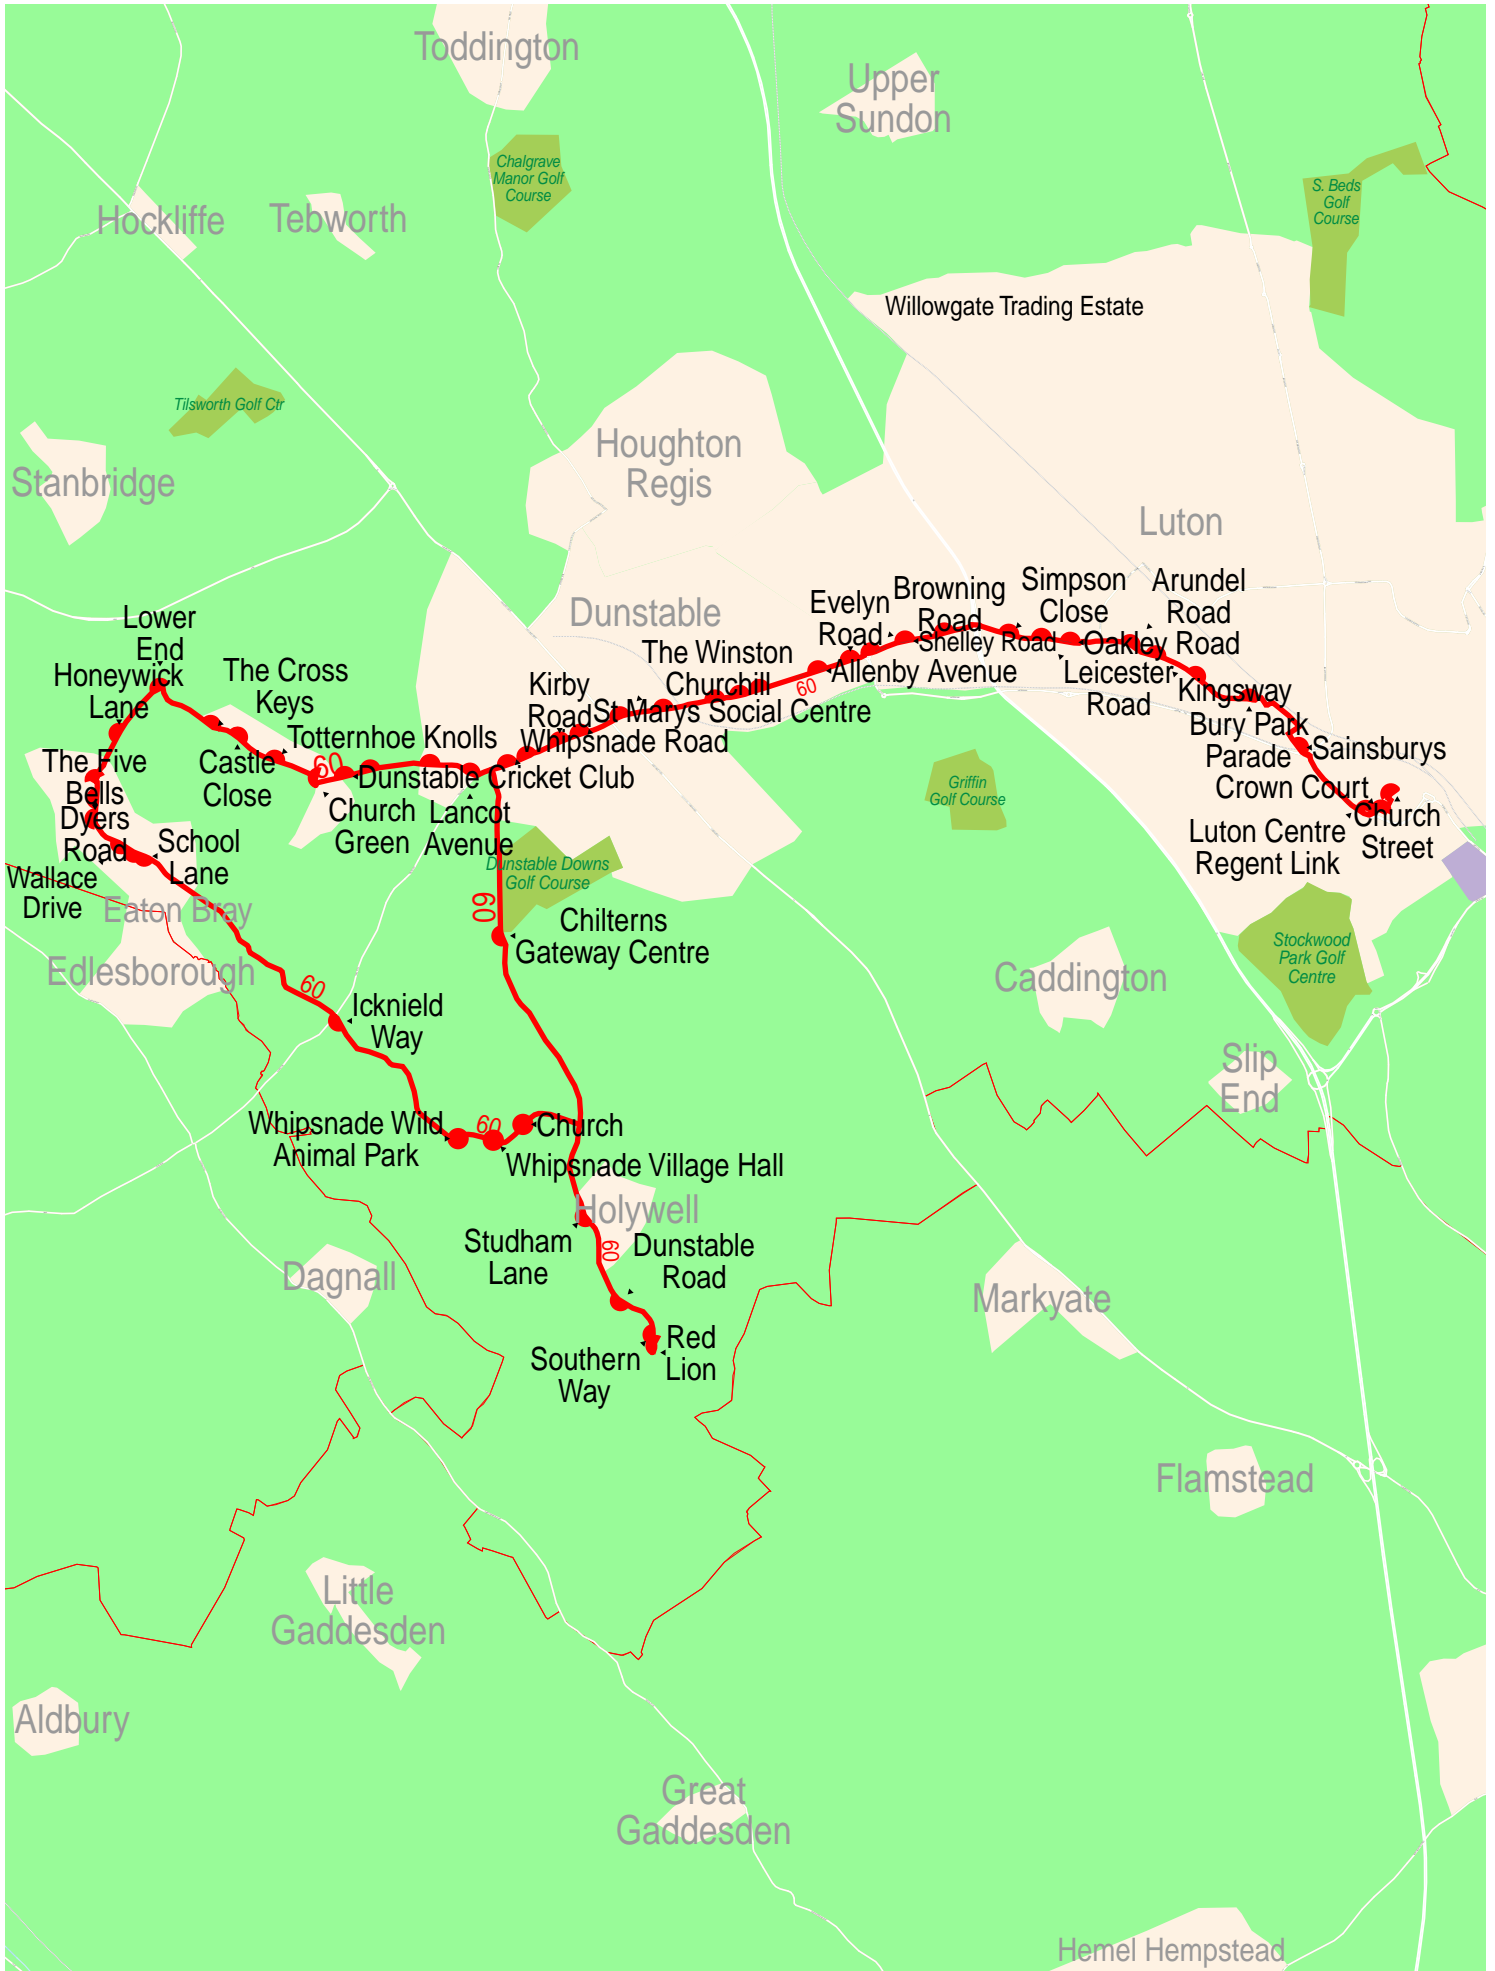 Toddington
Upper
Sundon
Chalgrave
Manor Golf
Course
S. Beds
Golf
Course
Hockliffe
Tebworth
Willowgate Trading Estate
Tilsworth Golf Ctr
Houghton
Regis
Stanbridge
Luton
Dunstable
Lower
End
Honeywick
Lane
The Cross
Keys
Evelyn
Road
Browning
Road
Shelley Road
Simpson
Close
Arundel
Road
Oakley Road
Leicester
Road
Allenby Avenue
The Winston
Churchill
60
Kirby
Road
St Marys Social Centre
Whipsnade Road
Kingsway
Bury Park
Parade
Sainsburys
Crown Court
Church
Street
Luton Centre
Regent Link
Totternhoe Knolls
60
Dunstable Cricket Club
Castle
Close
Church
Green
Lancot
Avenue
The Five
Bells
Dyers
Road
School
Lane
Wallace
Drive
Eaton Bray
Edlesborough
Griffin
Golf Course
Dunstable Downs
Golf Course
60
Chilterns
Gateway Centre
Stockwood
Park Golf
Centre
Caddington
60
Icknield
Way
Slip
End
Whipsnade Wild
Animal Park
60
Church
Whipsnade Village Hall
Holywell
Studham
Lane
60
Dunstable
Road
Dagnall
Markyate
Red
Lion
Southern
Way
Flamstead
Little
Gaddesden
Aldbury
Great
Gaddesden
Hemel Hempstead